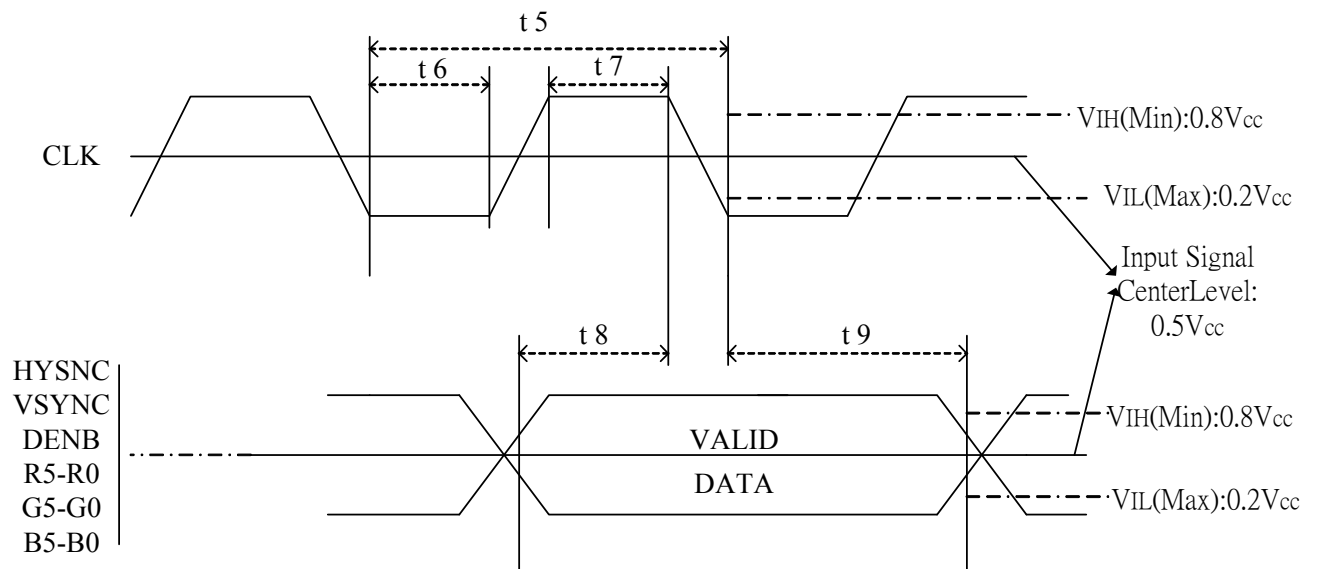 t 5
t 6
t 7
VIH(Min):0.8Vcc
CLK
VIL(Max):0.2Vcc
Input Signal
CenterLevel:
0.5Vcc
t 8
t 9
HYSNC
VSYNC
DENB
R5-R0
G5-G0
B5-B0
VALID
DATA
VIH(Min):0.8Vcc
VIL(Max):0.2Vcc